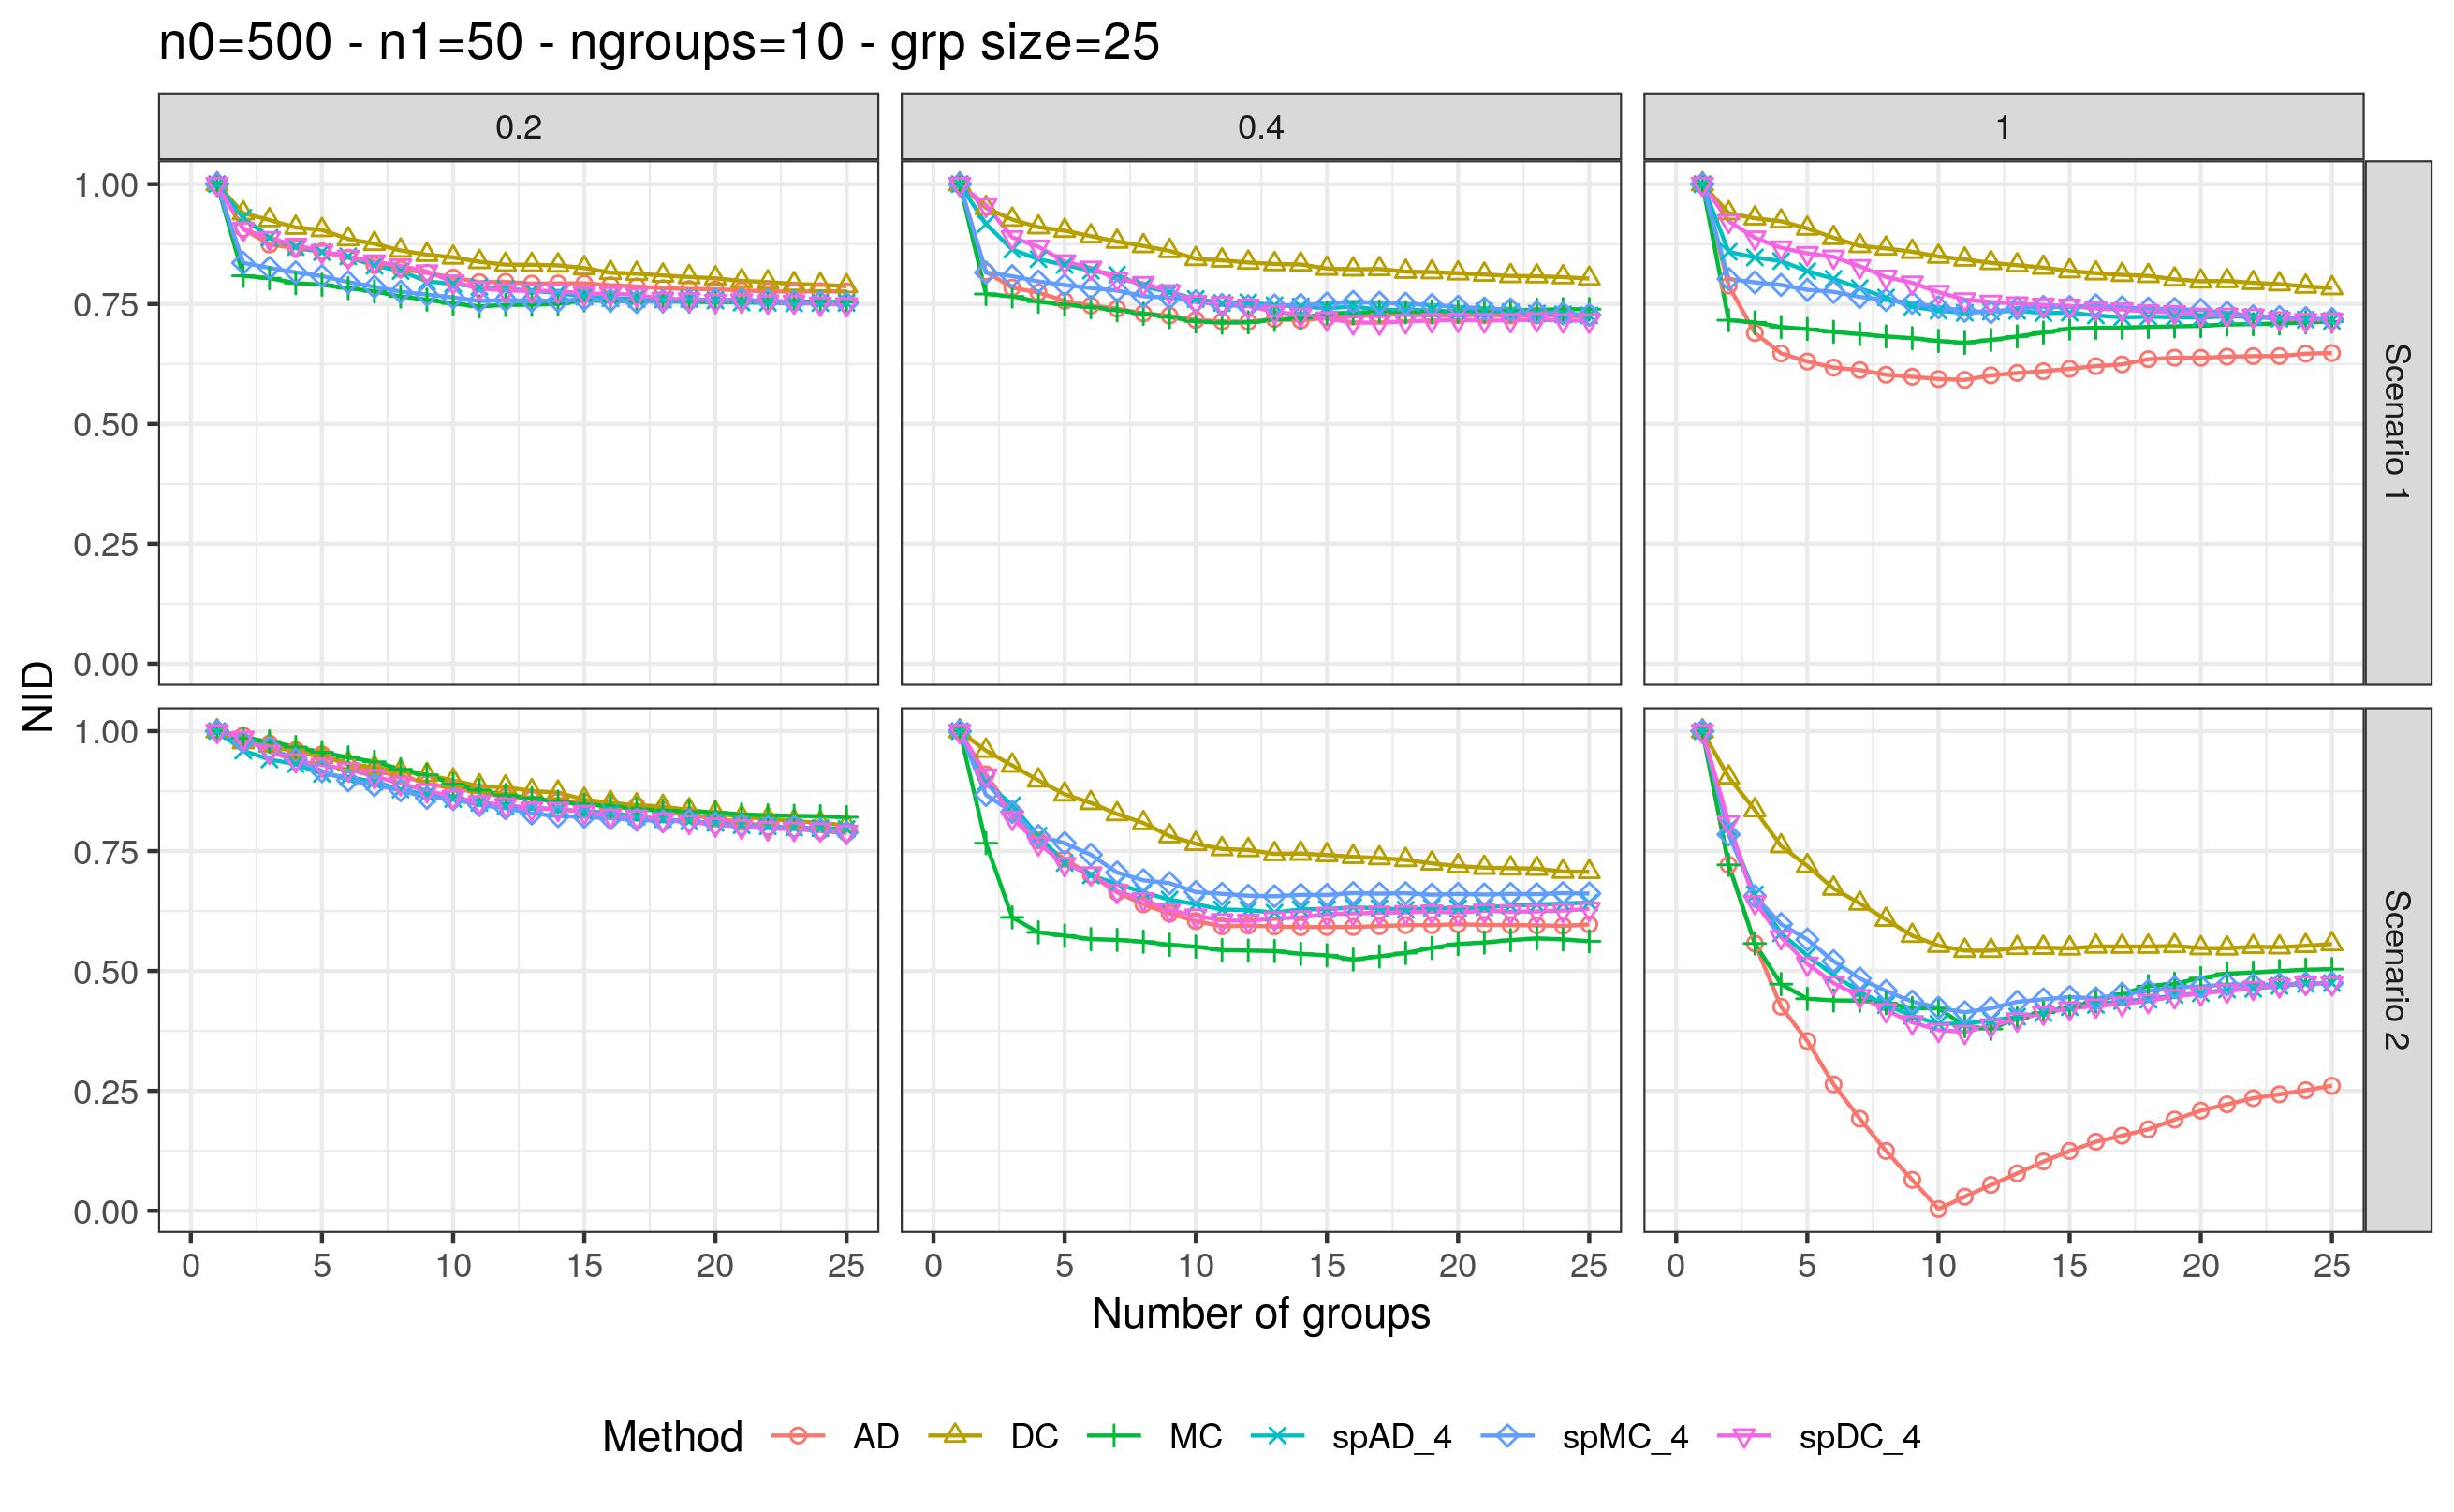 n0=500 - n1=50 - ngroups=10 - grp size=25
0.2 0.4 1
1.00
0.75
0.50
0.25
0.00
Scenario 1
NID
1.00
0.75
0.50
0.25
0.00
Scenario 2
0 5 10 15 20 25 0 5 10 15 20 25 0 5 10 15 20 25
Number of groups
Method AD DC MC spAD_4 spMC_4 spDC_4